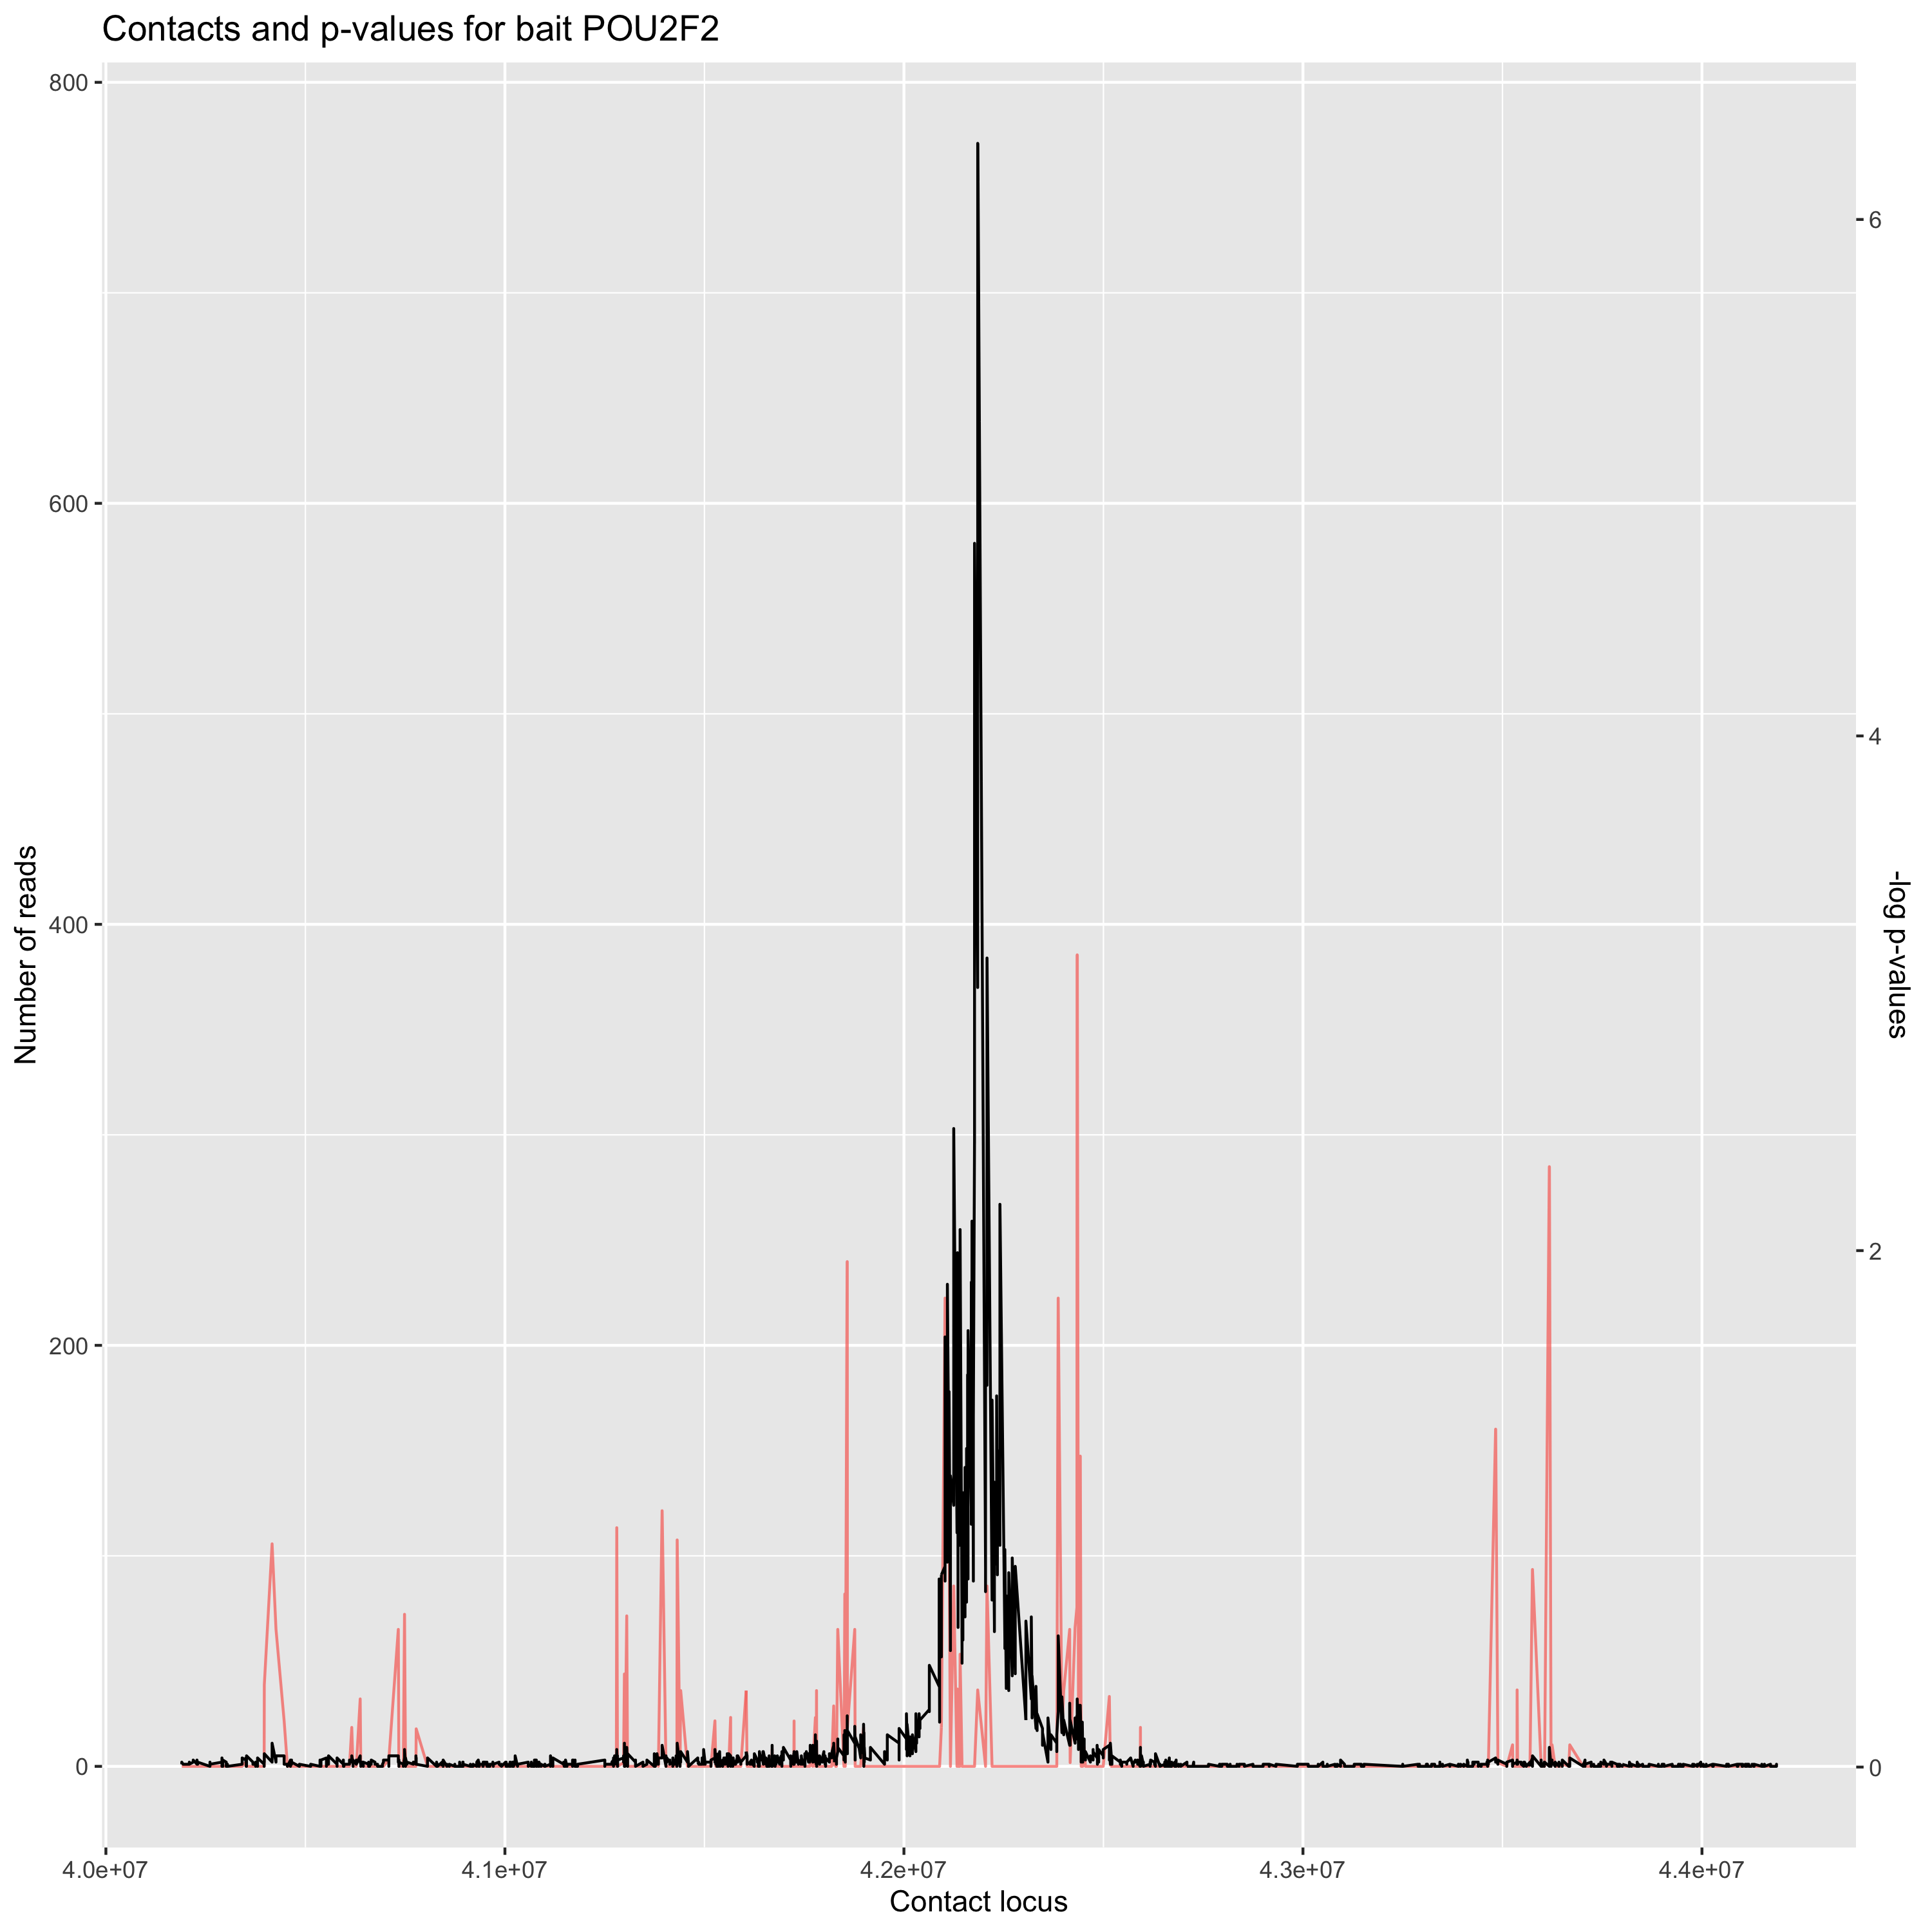 Contacts and p-values for bait POU2F2
800
600
400
200
0
Number of reads
6
4
2
0
-log p-values
4.0e+07
4.1e+07
4.2e+07
4.3e+07
4.4e+07
Contact locus